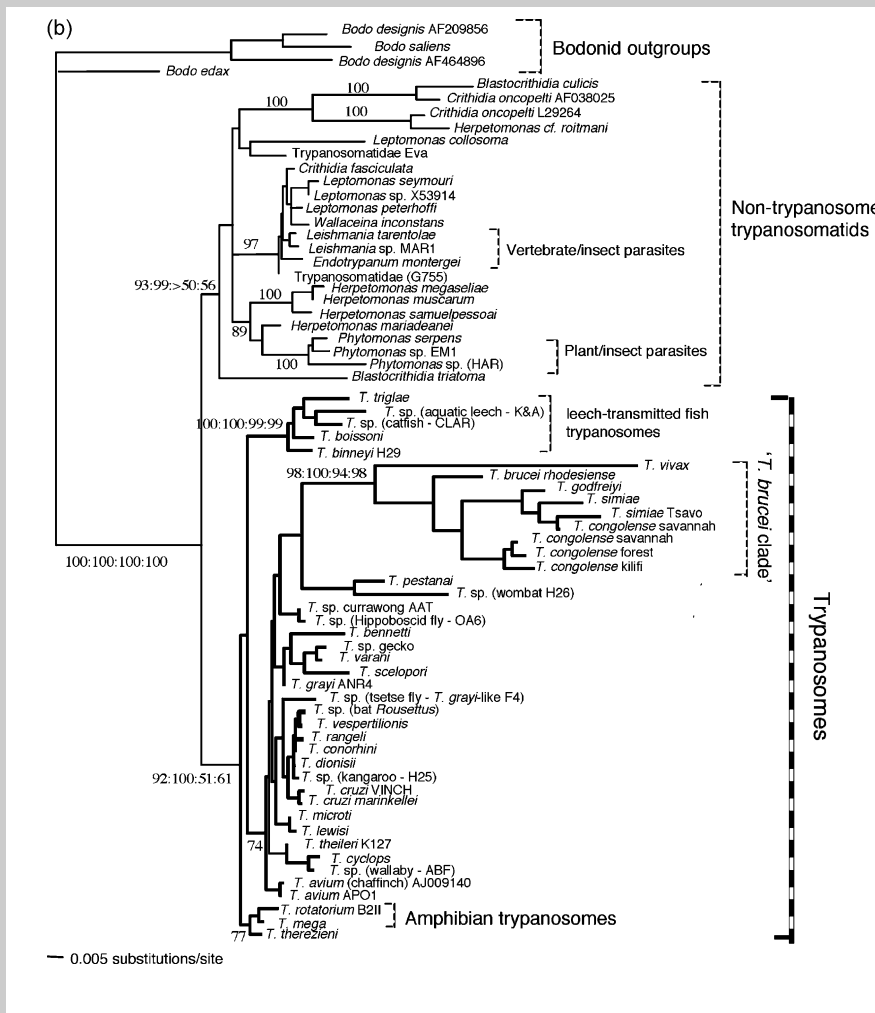 (b)
Bodo designis AF209856
Bodo saliens
Bodo designis AF464896
Bodo edax
Bodonid outgroups
100
100
100
Blastocrithidia culicis
Crithidia oncopelti AF038025
Crithidia oncopelti L29264
Herpetomonas cf. roitmani
Leptomonas collosoma
Trypanosomatidae Eva
Crithidia fasciculata
Leptomonas seymouri
Leptomonas sp. X53914
Leptomonas peterhoffi
Wallaceina inconstans
Leishmania tarentolae
Leishmania sp. MAR1
Endotrypanum montergei
97
Vertebrate/insect parasites
Non-trypanosome
trypanosomatids
Trypanosomatidae (G755)
93:99:>50:56
Herpetomonas megaseliae
100
Herpetomonas muscarum
Herpetomonas samuelpessoai
Herpetomonas mariadeanei
89
Phytomonas serpens
Phytomonas sp. EM1
Phytomonas sp. (HAR)
100
Plant/insect parasites
Blastocrithidia triatoma
T. triglae
T. sp. (aquatic leech - K&A)
T. sp. (catfish - CLAR)
T. boissoni
T. binneyi H29
100:100:99:99
leech-transmitted fish
trypanosomes
98:100:94:98
T. vivax
T. brucei rhodesiense
T. godfreyi
T. simiae
T. simiae Tsavo
T. congolense savannah
T. congolense savannah
T. congolense forest
T. congolense kilifi
'T. brucei clade'
100:100:100:100
T. pestanai
T. sp. (wombat H26)
T. sp. currawong AAT
T. sp. (Hippoboscid fly - OA6)
T. bennetti
T. sp. gecko
T. varani
T. scelopori
T. grayi ANR4
T. sp. (tsetse fly - T. grayi-like F4)
T. sp. (bat Rousettus)
T. vespertilionis
T. rangeli
T. conorhini
T. dionisii
T. sp. (kangaroo - H25)
T. cruzi VINCH
T. cruzi marinkellei
92:100:51:61
T. microti
T. lewisi
T. theileri K127
74
T. cyclops
T. sp. (wallaby - ABF)
T. avium (chaffinch) AJ009140
T. avium APO1
T. rotatorium B2II
T. mega
T. therezieni
77
Amphibian trypanosomes
Trypanosomes
0.005 substitutions/site